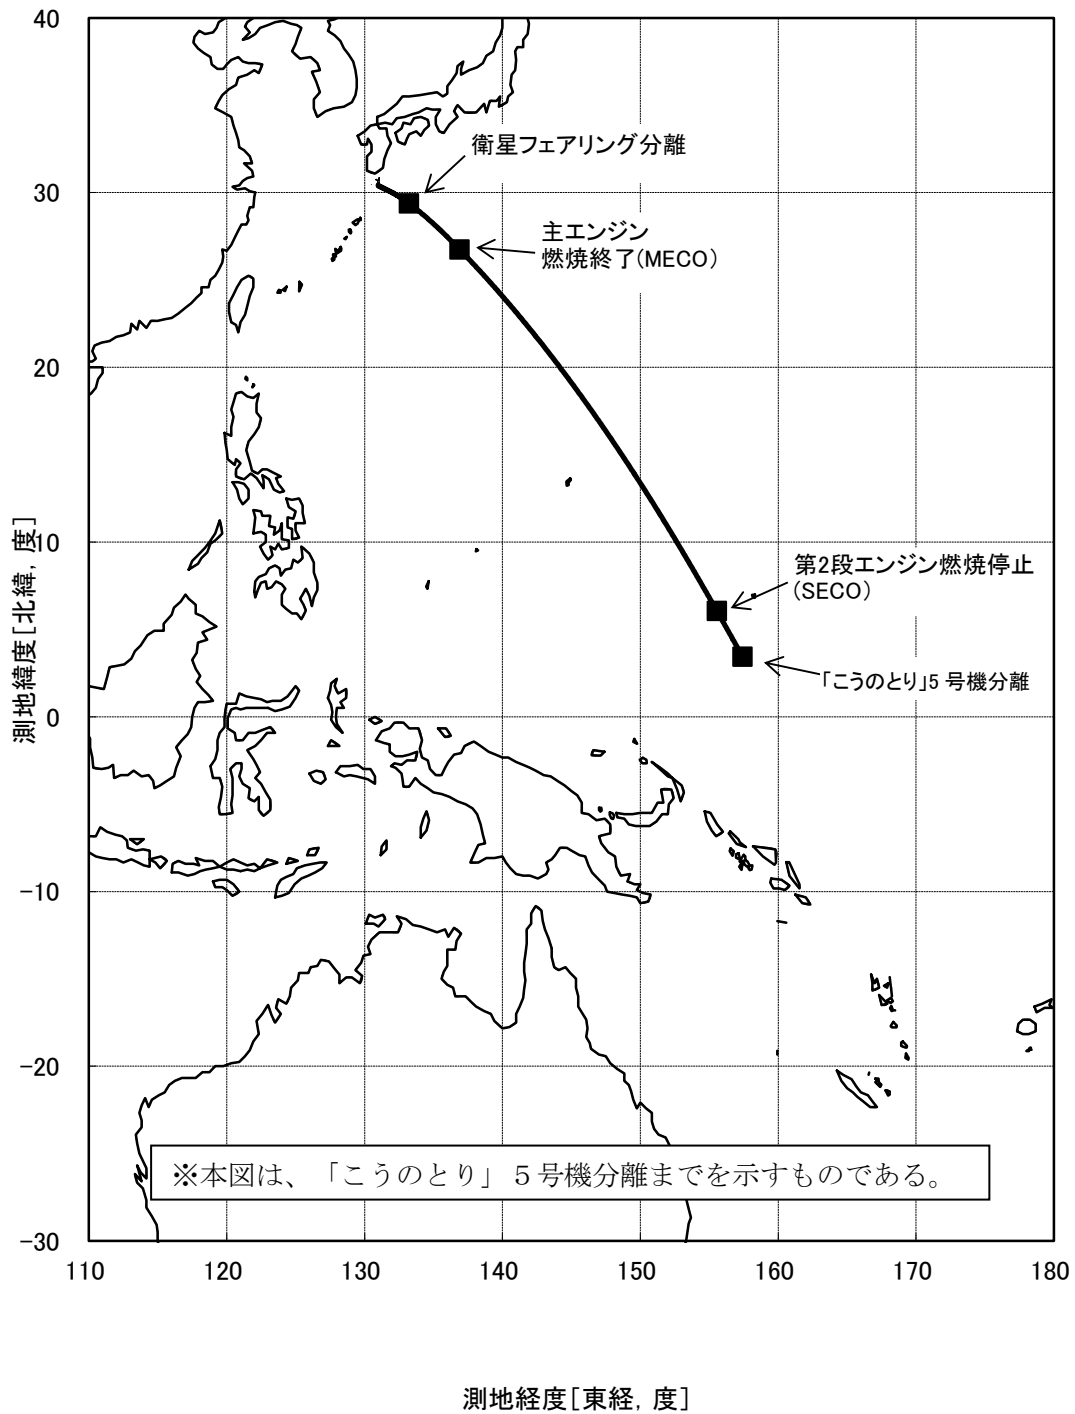 40
衛星フェアリング分離
30
主エンジン
燃焼終了(MECO)
20
10
第2段エンジン燃焼停止
(SECO)
「こうのとり」5 号機分離
0
-10
-20
※本図は、「こうのとり」５号機分離までを示すものである。
-30
110 120 130 140 150 160 170 180
測地緯度[北緯, 度]
測地経度[東経, 度]